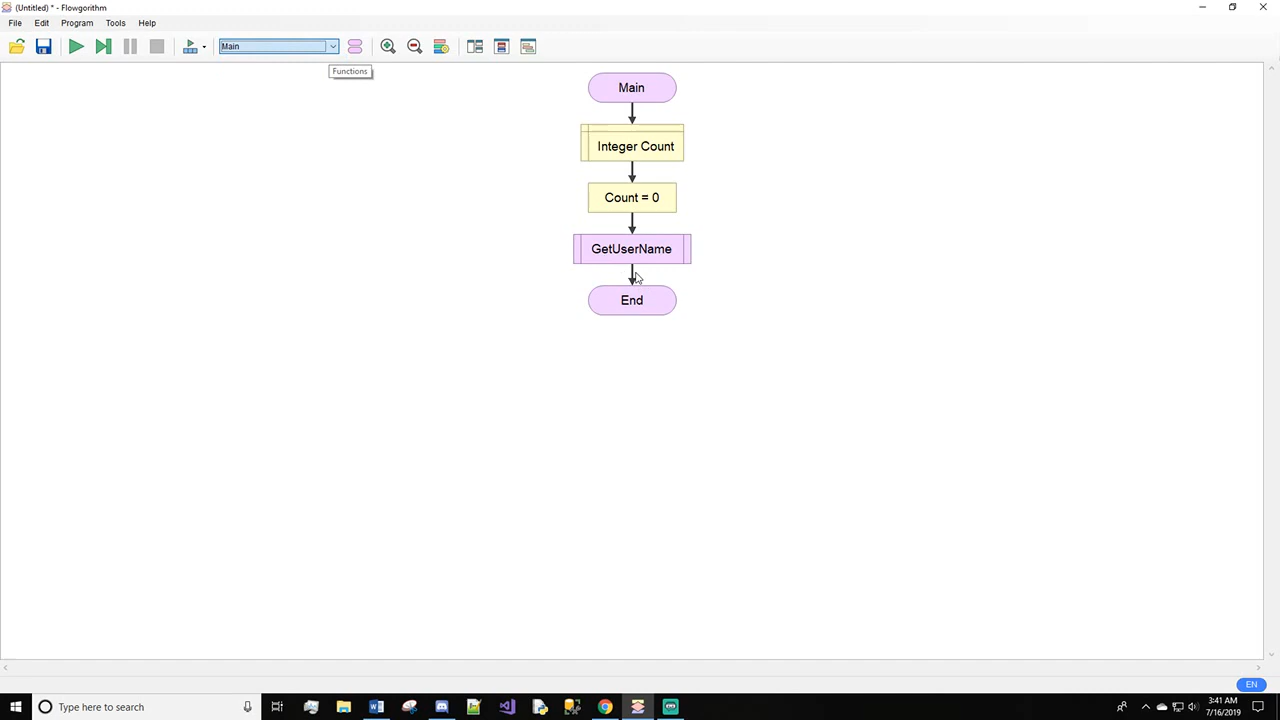 (Untitled) * - Flowgorithm
File Edit Program Tools Help
Main
Functions
Main
Integer Count
Count = 0
GetUserName
End
EN
Type here to search
3:41 AM
7/16/2019